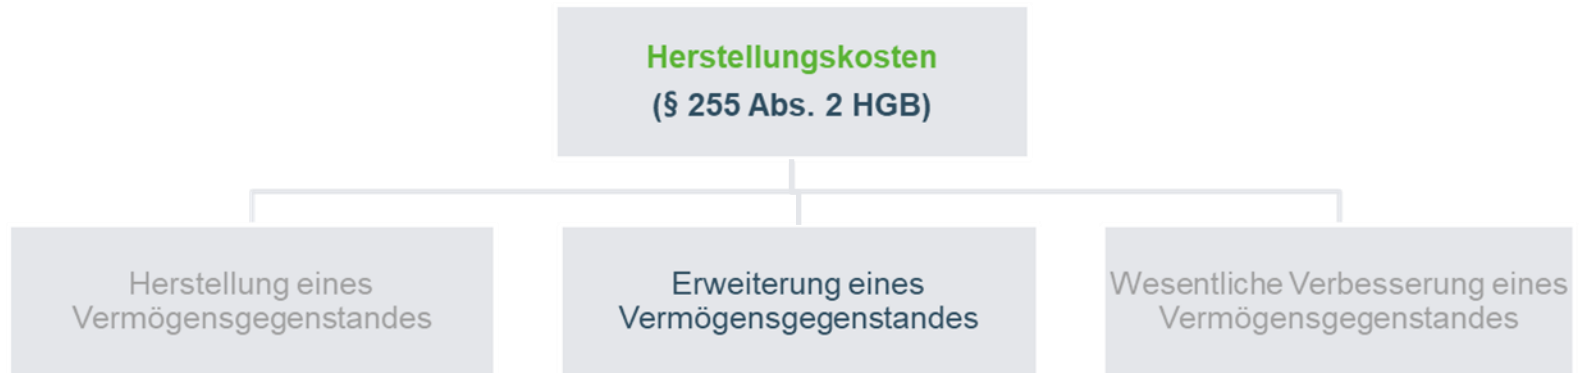 Herstellungskosten
(§ 255 Abs. 2 HGB)
Herstellung eines
Vermögensgegenstandes
Erweiterung eines
Vermögensgegenstandes
Wesentliche Verbesserung eines
Vermögensgegenstandes